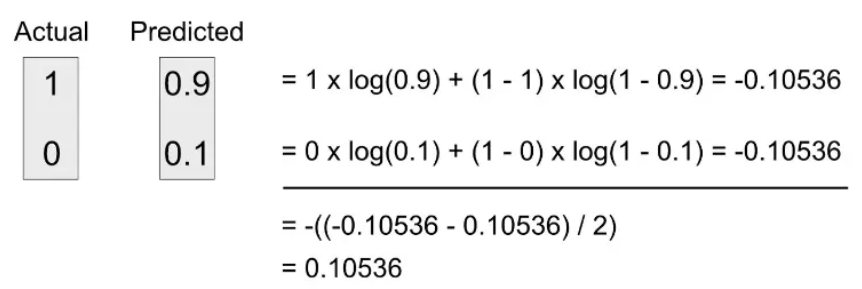 Actual Predicted
1 0.9 = 1 x log(0.9) + (1 - 1) x log(1 - 0.9) = -0.10536
0 0.1 = 0 x log(0.1) + (1 - 0) x log(1 - 0.1) = -0.10536
= -((-0.10536 - 0.10536) / 2)
= 0.10536